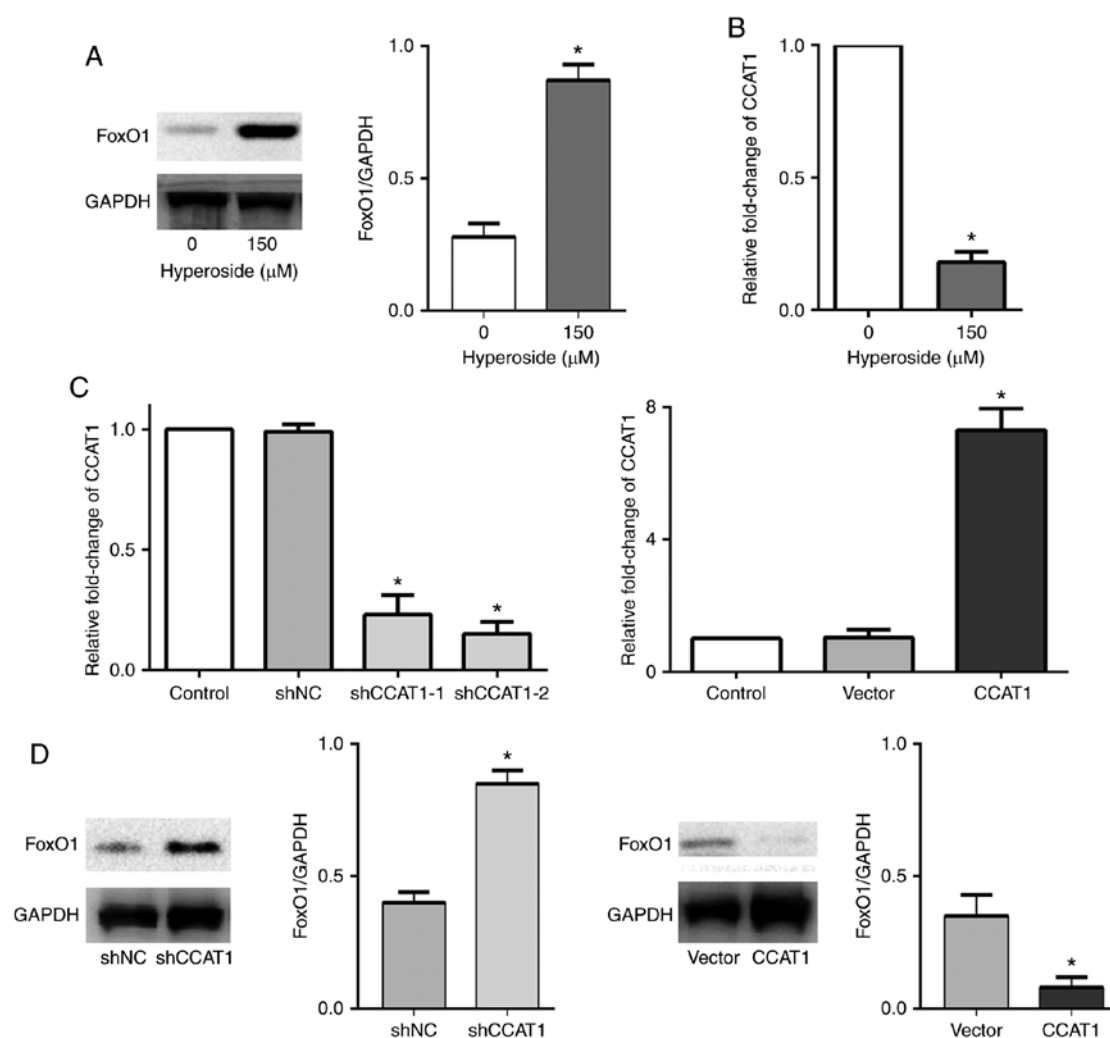 A
FoxO1
GAPDH
0 150
Hyperoside (μM)
FoxO1/GAPDH
1.0
0.5
0.0
*
0 150
Hyperoside (μM)
B
Relative fold-change of CCAT1
1.0
0.5
0.0
*
0 150
Hyperoside (μM)
C
Relative fold-change of CCAT1
1.0
0.5
0.0
* *
Control shNC shCCAT1-1 shCCAT1-2
Relative fold-change of CCAT1
8
4
1
0
*
Control Vector CCAT1
D
FoxO1
GAPDH
shNC shCCAT1
FoxO1/GAPDH
1.0
0.5
0.0
*
shNC shCCAT1
FoxO1
GAPDH
Vector CCAT1
FoxO1/GAPDH
1.0
0.5
0.0
*
Vector CCAT1